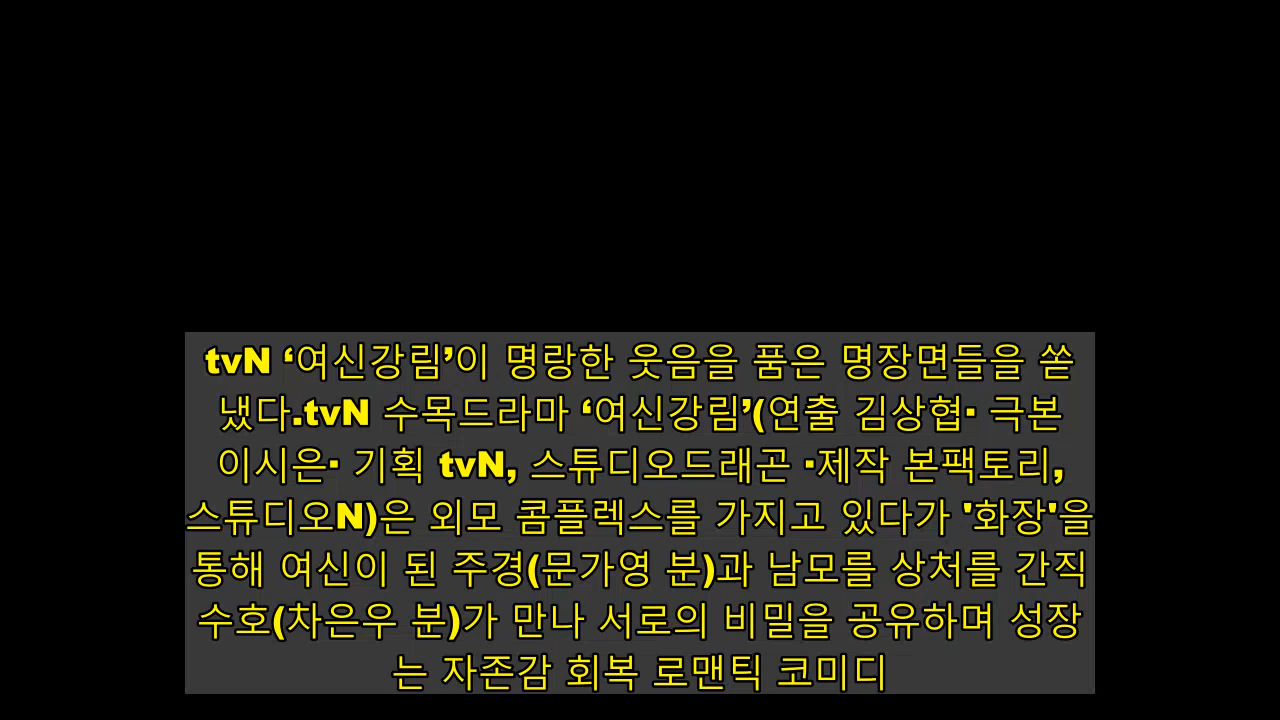 tvN ‘여신강림’이 명랑한 웃음을 품은 명장면들을 쏟
냈다.tvN 수목드라마 ‘여신강림’(연출 김상협· 극본
이시은· 기획 tvN, 스튜디오드래곤 ·제작 본팩토리,
스튜디오N)은 외모 콤플렉스를 가지고 있다가 '화장'을
통해 여신이 된 주경(문가영 분)과 남모를 상처를 간직
수호(차은우 분)가 만나 서로의 비밀을 공유하며 성장
는 자존감 회복 로맨틱 코미디